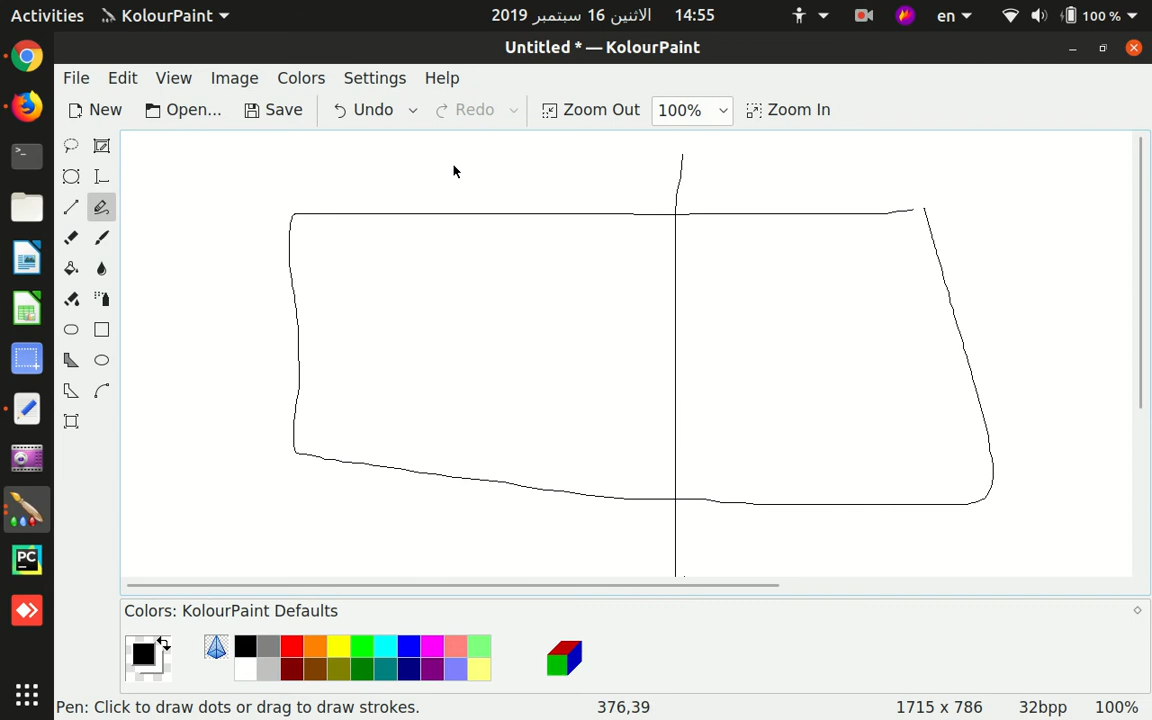 Activities KolourPaint الاثنين 16 سبتمبر 2019 14:55 en 100 %
Untitled * — KolourPaint
File Edit View Image Colors Settings Help
New Open... Save Undo Redo Zoom Out 100% Zoom In
Colors: KolourPaint Defaults
PC
Pen: Click to draw dots or drag to draw strokes. 376,39 1715 x 786 32bpp 100%